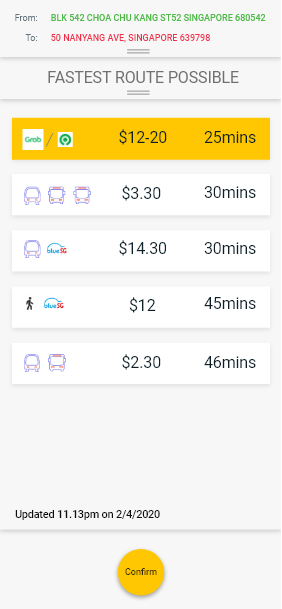 From: BLK 542 CHOA CHU KANG ST52 SINGAPORE 680542
To: 50 NANYANG AVE, SINGAPORE 639798
FASTEST ROUTE POSSIBLE
Grab / $12-20 25mins
$3.30 30mins
blueSG $14.30 30mins
blueSG $12 45mins
$2.30 46mins
Updated 11.13pm on 2/4/2020
Confirm